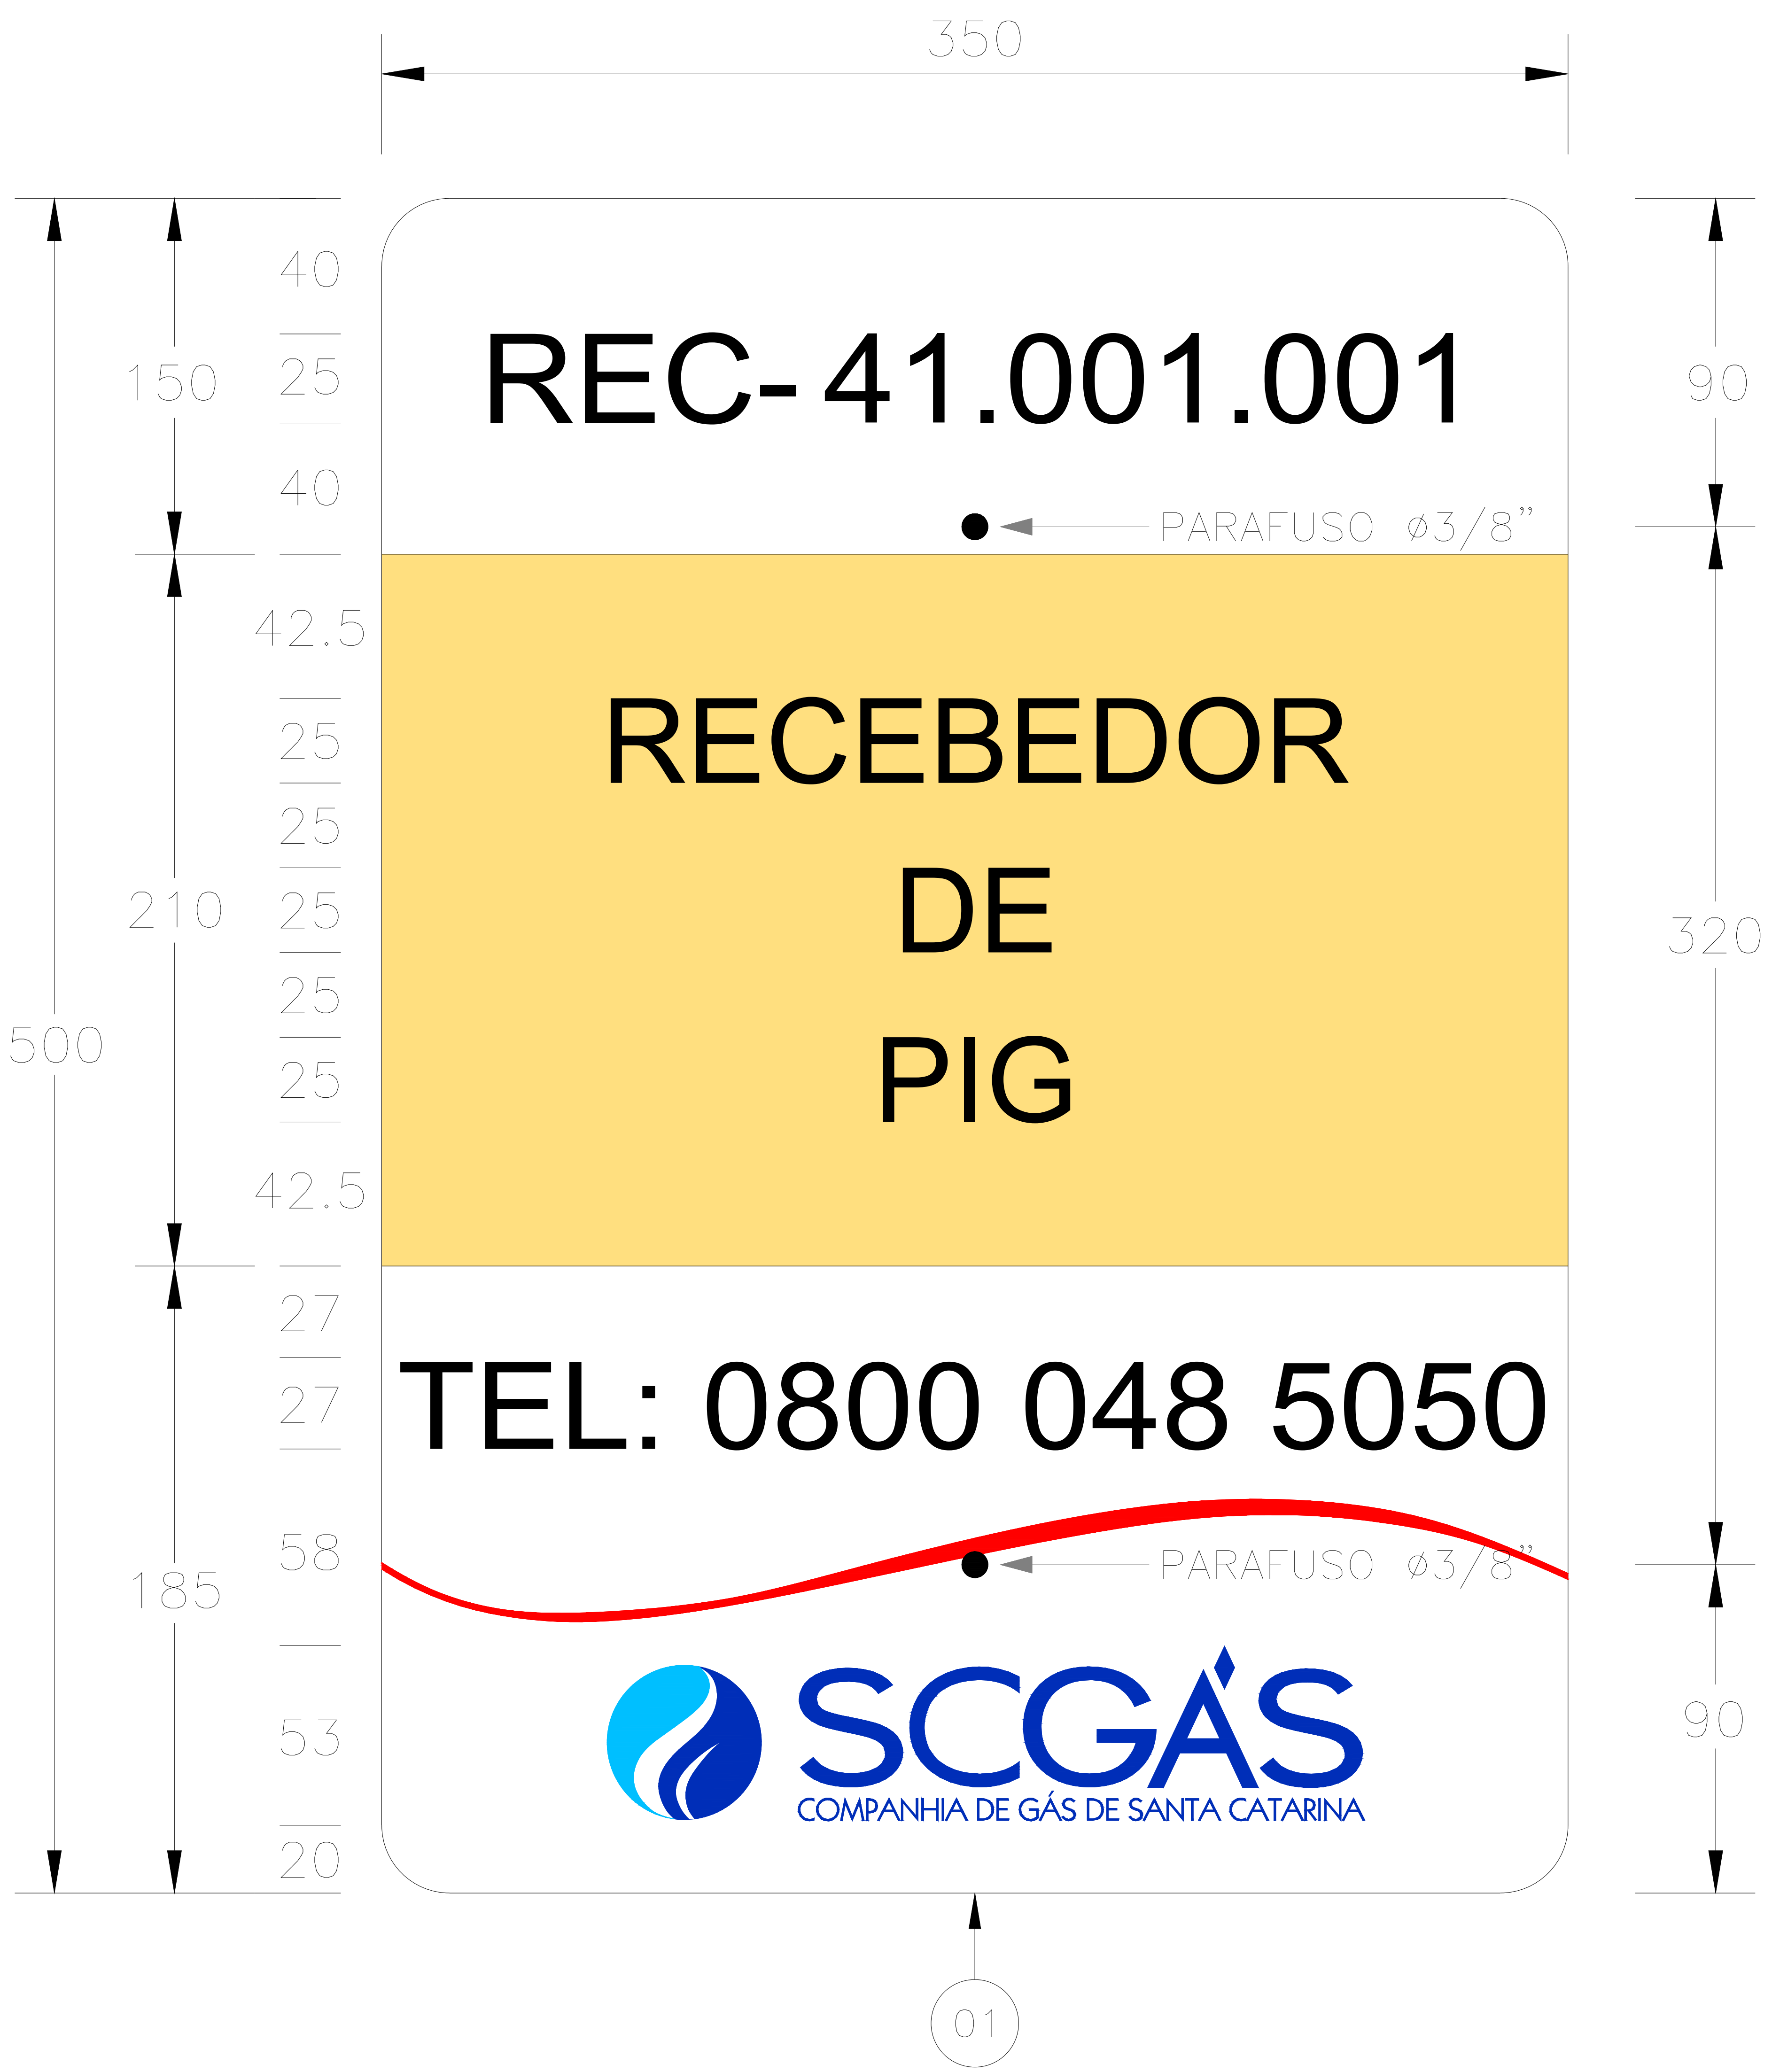 350
40
REC-41.001.001
150
25
90
40
PARAFUSO ø3/8"
42.5
RECEBEDOR
25
25
DE
210
25
320
25
500
PIG
25
42.5
27
TEL: 0800 048 5050
27
58
PARAFUSO ø3/8"
185
SCGÁS
53
90
COMPANHIA DE GÁS DE SANTA CATARINA
20
01